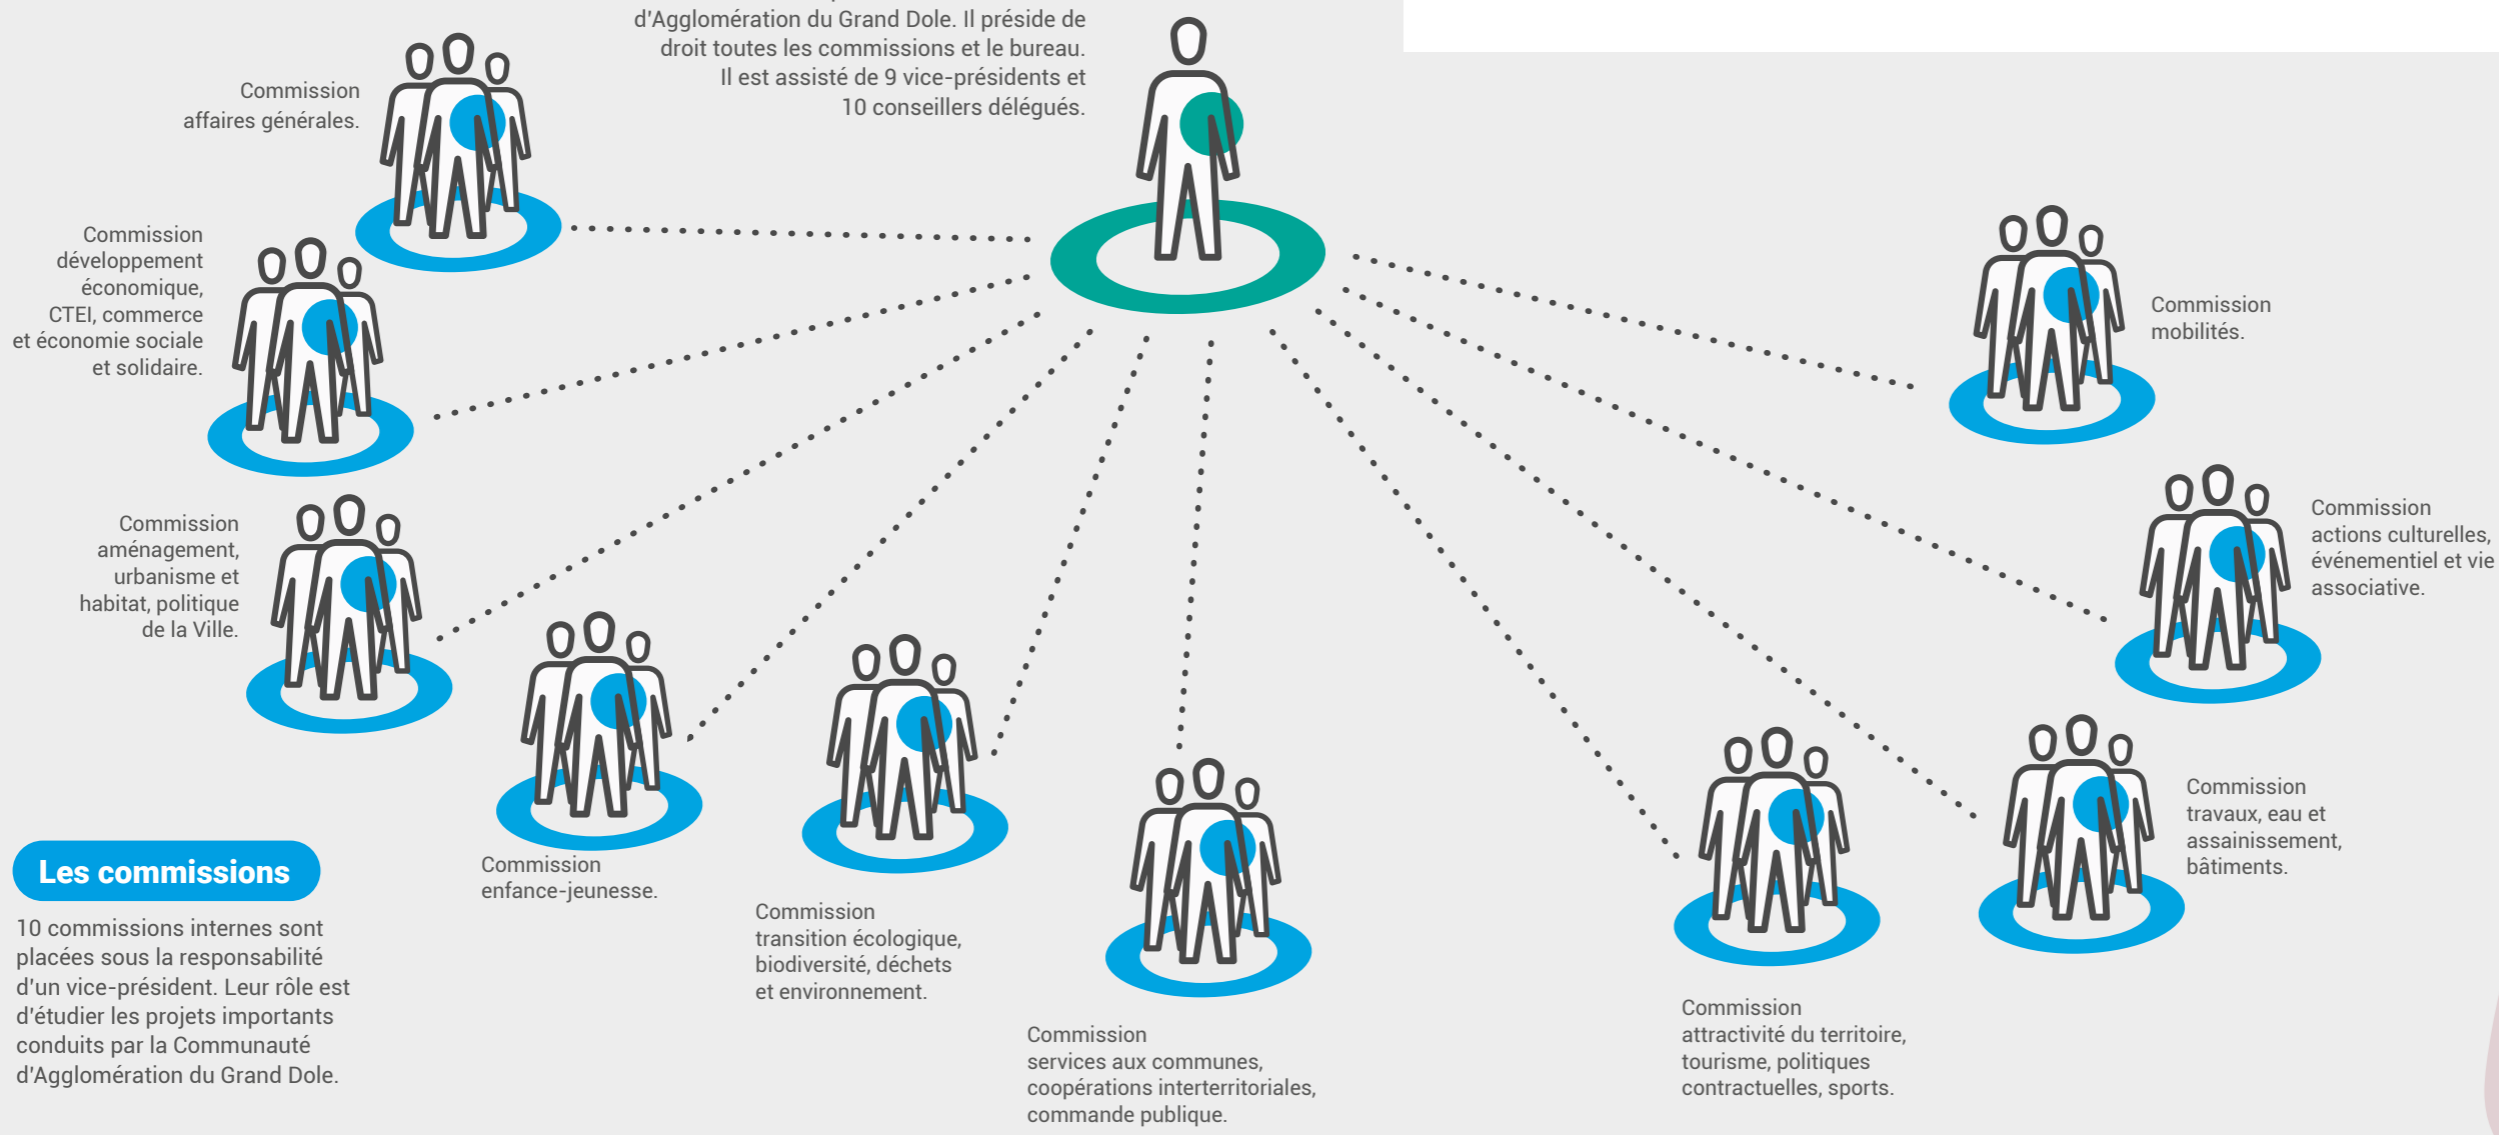 d'Agglomération du Grand Dole. Il préside de
droit toutes les commissions et le bureau.
Il est assisté de 9 vice-présidents et
10 conseillers délégués.
Commission
affaires générales.
Commission
développement
économique,
CTEI, commerce
et économie sociale
et solidaire.
Commission
aménagement,
urbanisme et
habitat, politique
de la Ville.
Commission
enfance-jeunesse.
Commission
transition écologique,
biodiversité, déchets
et environnement.
Commission
services aux communes,
coopérations interterritoriales,
commande publique.
Commission
attractivité du territoire,
tourisme, politiques
contractuelles, sports.
Commission
travaux, eau et
assainissement,
bâtiments.
Commission
actions culturelles,
événementiel et vie
associative.
Commission
mobilités.
Les commissions
10 commissions internes sont
placées sous la responsabilité
d'un vice-président. Leur rôle est
d'étudier les projets importants
conduits par la Communauté
d'Agglomération du Grand Dole.